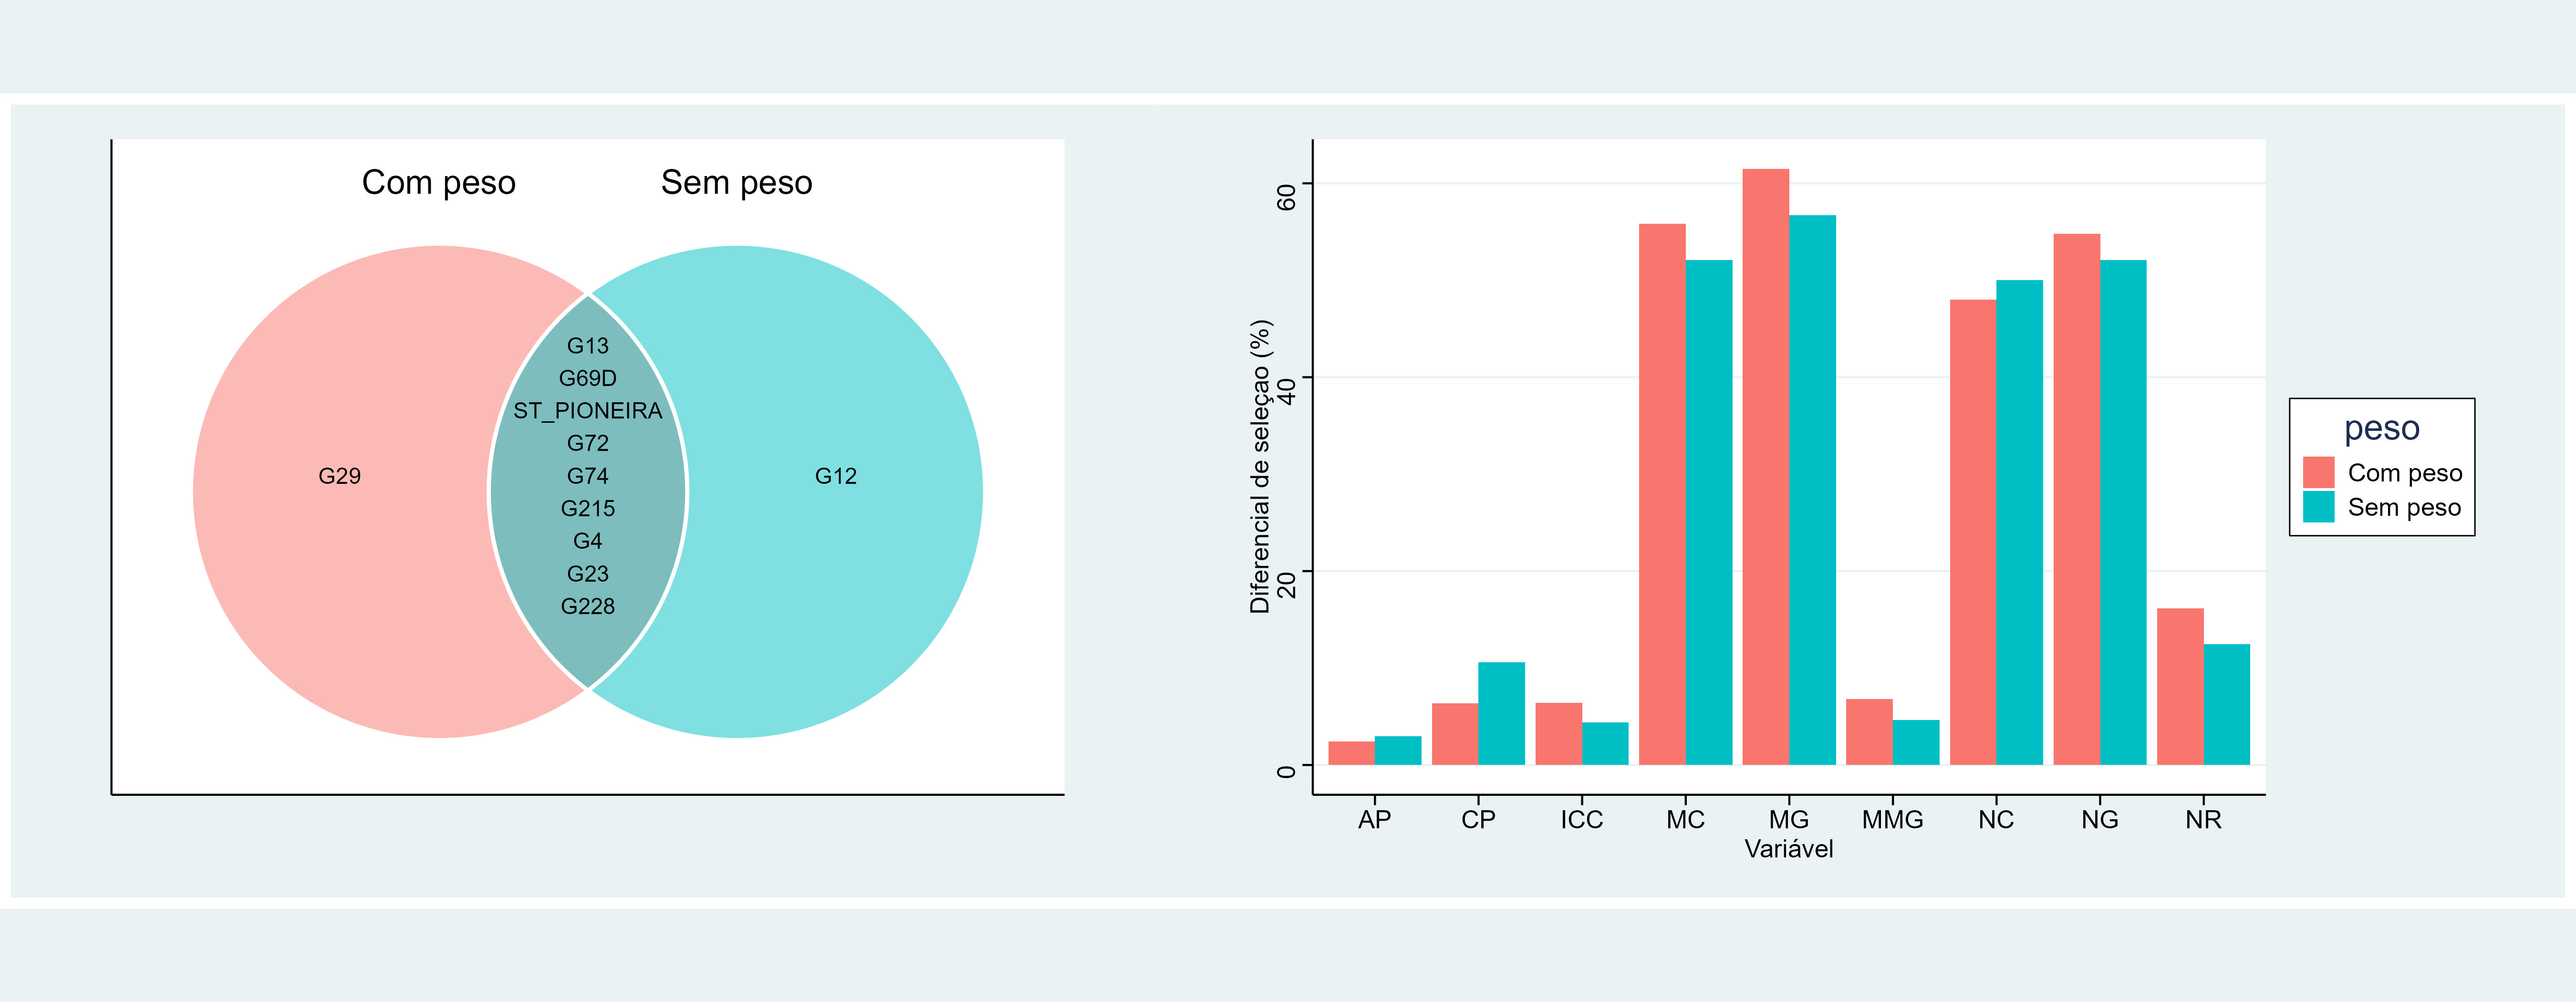 Com peso
Sem peso
G29
G13
G69D
ST_PIONEIRA
G72
G74
G215
G4
G23
G228
G12
Diferencial de seleçao (%)
60
40
20
0
AP
CP
ICC
MC
MG
MMG
NC
NG
NR
Variável
peso
Com peso
Sem peso